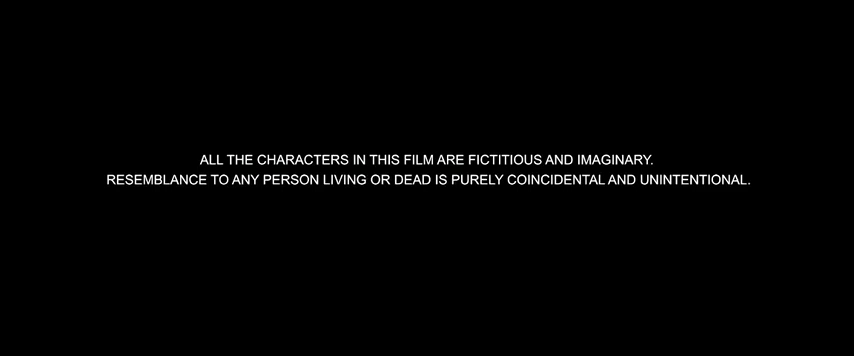 ALL THE CHARACTERS IN THIS FILM ARE FICTITIOUS AND IMAGINARY.
RESEMBLANCE TO ANY PERSON LIVING OR DEAD IS PURELY COINCIDENTAL AND UNINTENTIONAL.